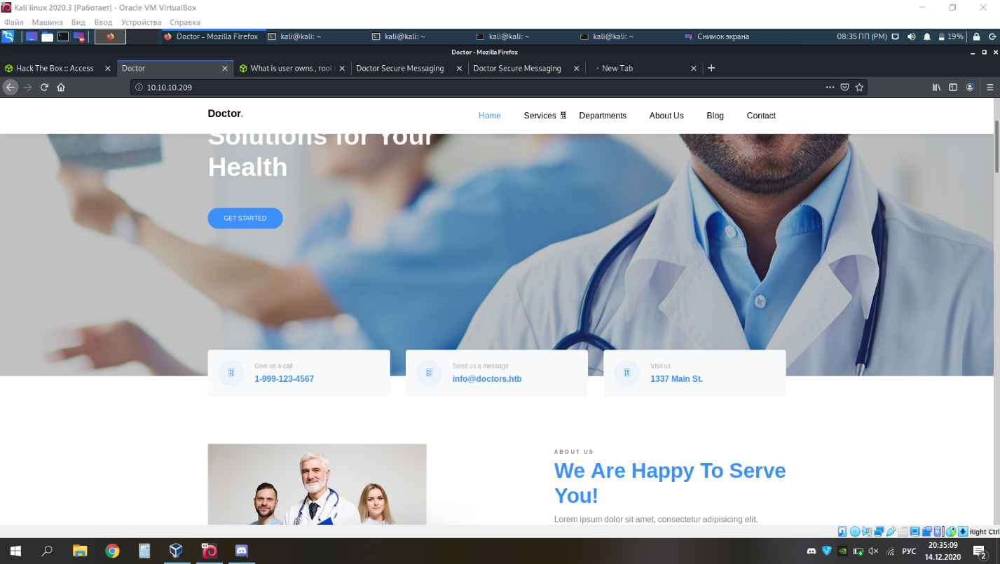 Kali linux 2020.3 [Работает] - Oracle VM VirtualBox
Файл Машина Вид Ввод Устройства Справка
Doctor - Mozilla Firefox kali@kali: ~ kali@kali: ~ kali@kali: ~ kali@kali: ~ Снимок экрана 08:35 ПП (PM) 19%
Doctor - Mozilla Firefox
Hack The Box :: Access Doctor What is user owns , root Doctor Secure Messaging Doctor Secure Messaging New Tab
10.10.10.209
Doctor. Home Services Departments About Us Blog Contact
Solutions for Your
Health
GET STARTED
Give us a call
1-999-123-4567
Send us a message
info@doctors.htb
Visit us
1337 Main St.
ABOUT US
We Are Happy To Serve
You!
Lorem ipsum dolor sit amet, consectetur adipisicing elit.
Right Ctrl
РУС
20:35:09
14.12.2020
2